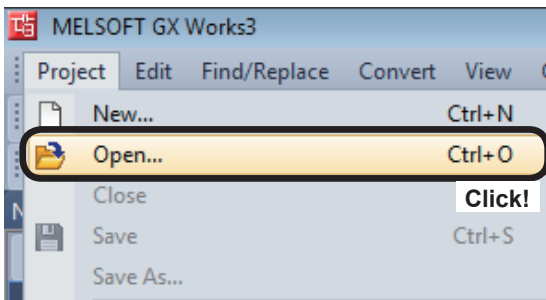 MELSOFT GX Works3
Project Edit Find/Replace Convert View
New... Ctrl+N
Open... Ctrl+O
Close
Click!
Save Ctrl+S
Save As...